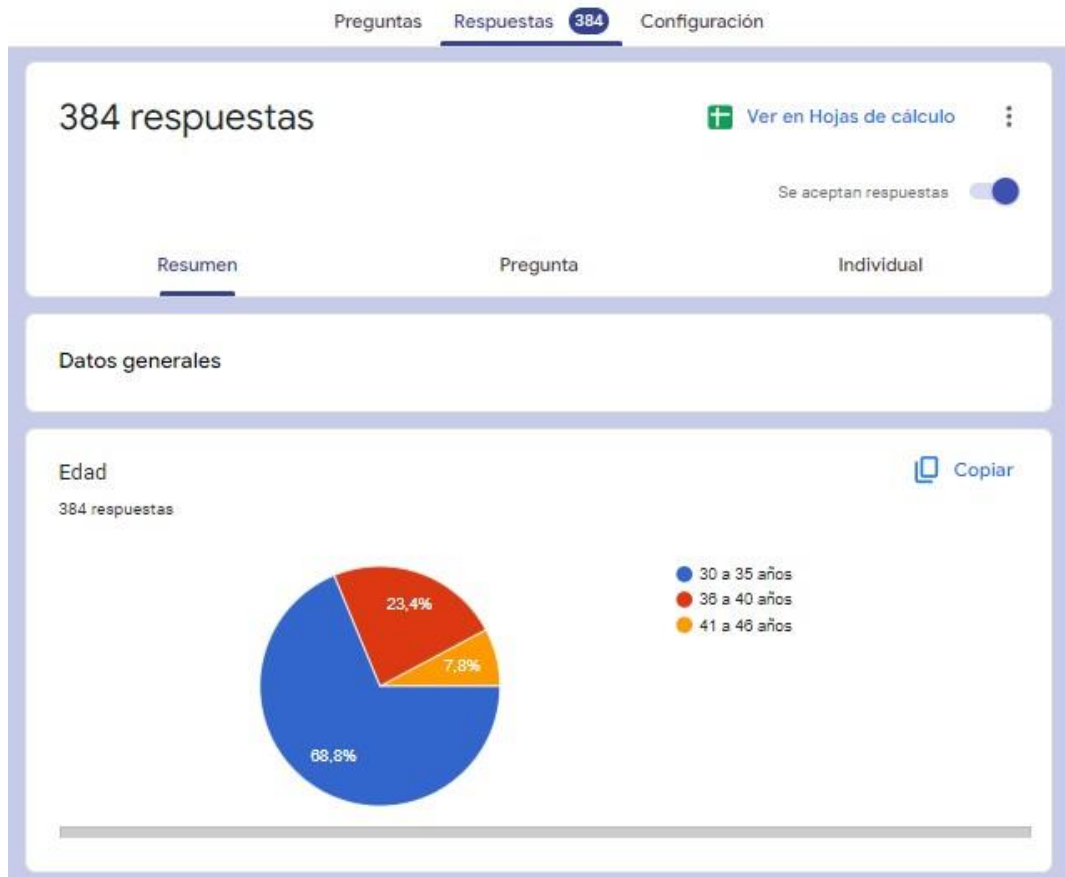 Preguntas Respuestas 384 Configuración
384 respuestas
Ver en Hojas de cálculo
Se aceptan respuestas
Resumen Pregunta Individual
Datos generales
Edad
Copiar
384 respuestas
30 a 35 años
36 a 40 años
41 a 46 años
23,4%
7,8%
68,8%